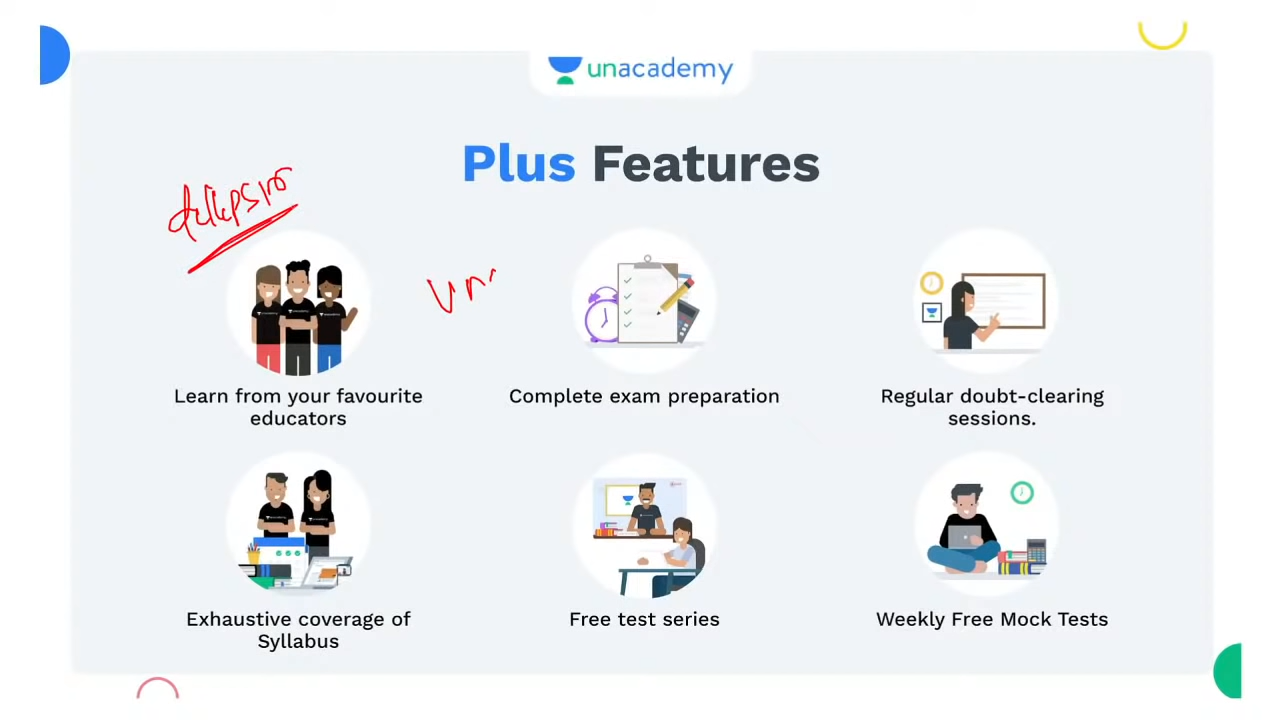 unacademy
Plus Features
Learn from your favourite
educators
Complete exam preparation
Regular doubt-clearing
sessions.
Exhaustive coverage of
Syllabus
Free test series
Weekly Free Mock Tests